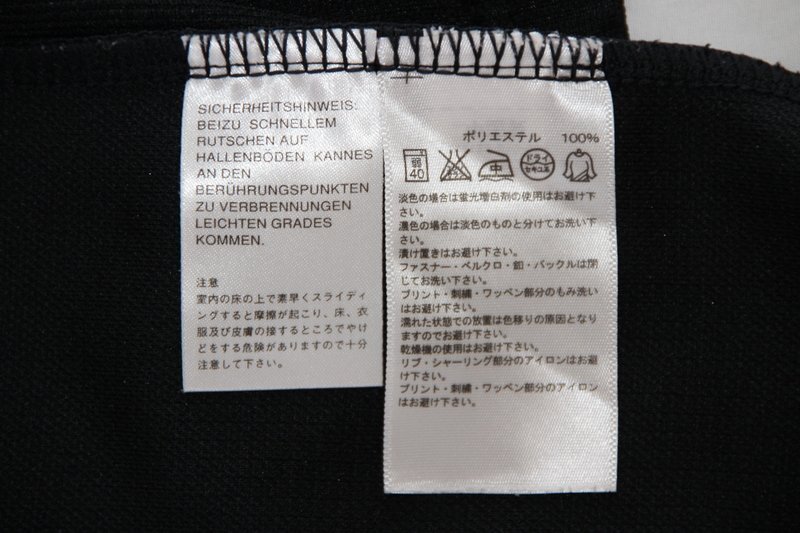 SICHERHEITSHINWEIS:
BEIZU SCHNELLEM
RUTSCHEN AUF
HALLENBÖDEN KANNES
AN DEN
BERÜHRUNGSPUNKTEN
ZU VERBRENNUNGEN
LEICHTEN GRADES
KOMMEN.
注意
室内の床の上で素早くスライディ
ングすると摩擦が起こり、床、衣
服及び皮膚の接するところでやけ
どをする危険がありますので十分
注意して下さい。
ポリエステル 100%
弱
40
中
ドライ
セキユ系
淡色の場合は蛍光増白剤の使用はお避け下
さい。
濃色の場合は淡色のものと分けてお洗い下
さい。
漬け置きはお避け下さい。
ファスナー・ベルクロ・釦・バックルは閉
じてお洗い下さい。
プリント・刺繍・ワッペン部分のもみ洗い
はお避け下さい。
濡れた状態での放置は色移りの原因となり
ますのでお避け下さい。
乾燥機の使用はお避け下さい。
リブ・シャーリング部分のアイロンはお避
け下さい。
プリント・刺繍・ワッペン部分のアイロン
はお避け下さい。